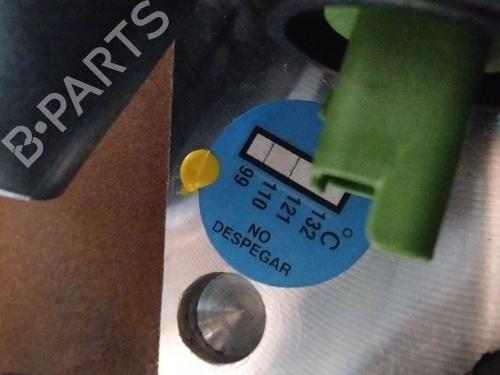 B-PARTS
99 110 121 132 °C
NO
DESPEGAR